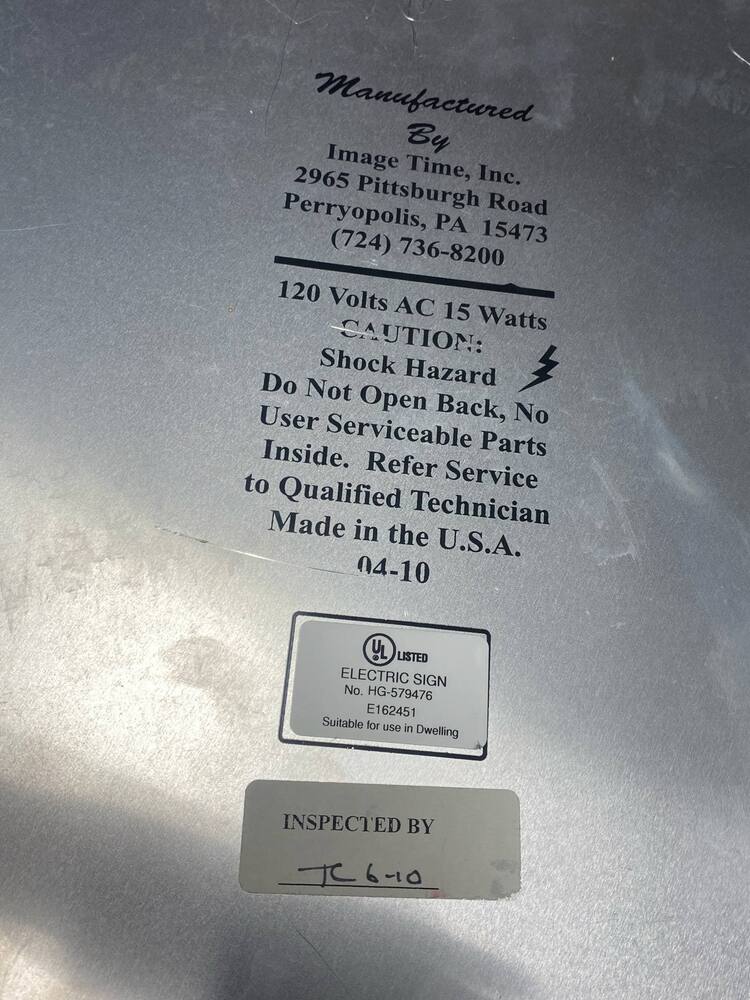 Manufactured
By
Image Time, Inc.
2965 Pittsburgh Road
Perryopolis, PA 15473
(724) 736-8200
120 Volts AC 15 Watts
CAUTION:
Shock Hazard
Do Not Open Back, No
User Serviceable Parts
Inside. Refer Service
to Qualified Technician
Made in the U.S.A.
04-10
UL LISTED
ELECTRIC SIGN
No. HG-579476
E162451
Suitable for use in Dwelling
INSPECTED BY
TC 6-10